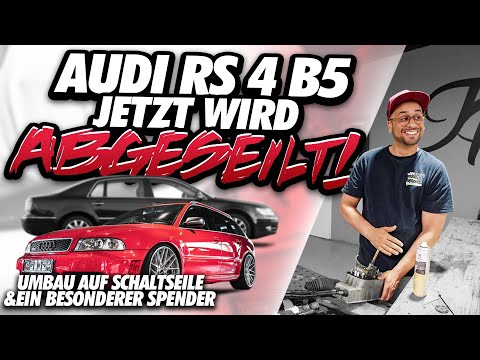 AUDI RS 4 B5
JETZT WIRD
ABGESEILT!
UMBAU AUF SCHALTSEILE
& EIN BESONDERER SPENDER